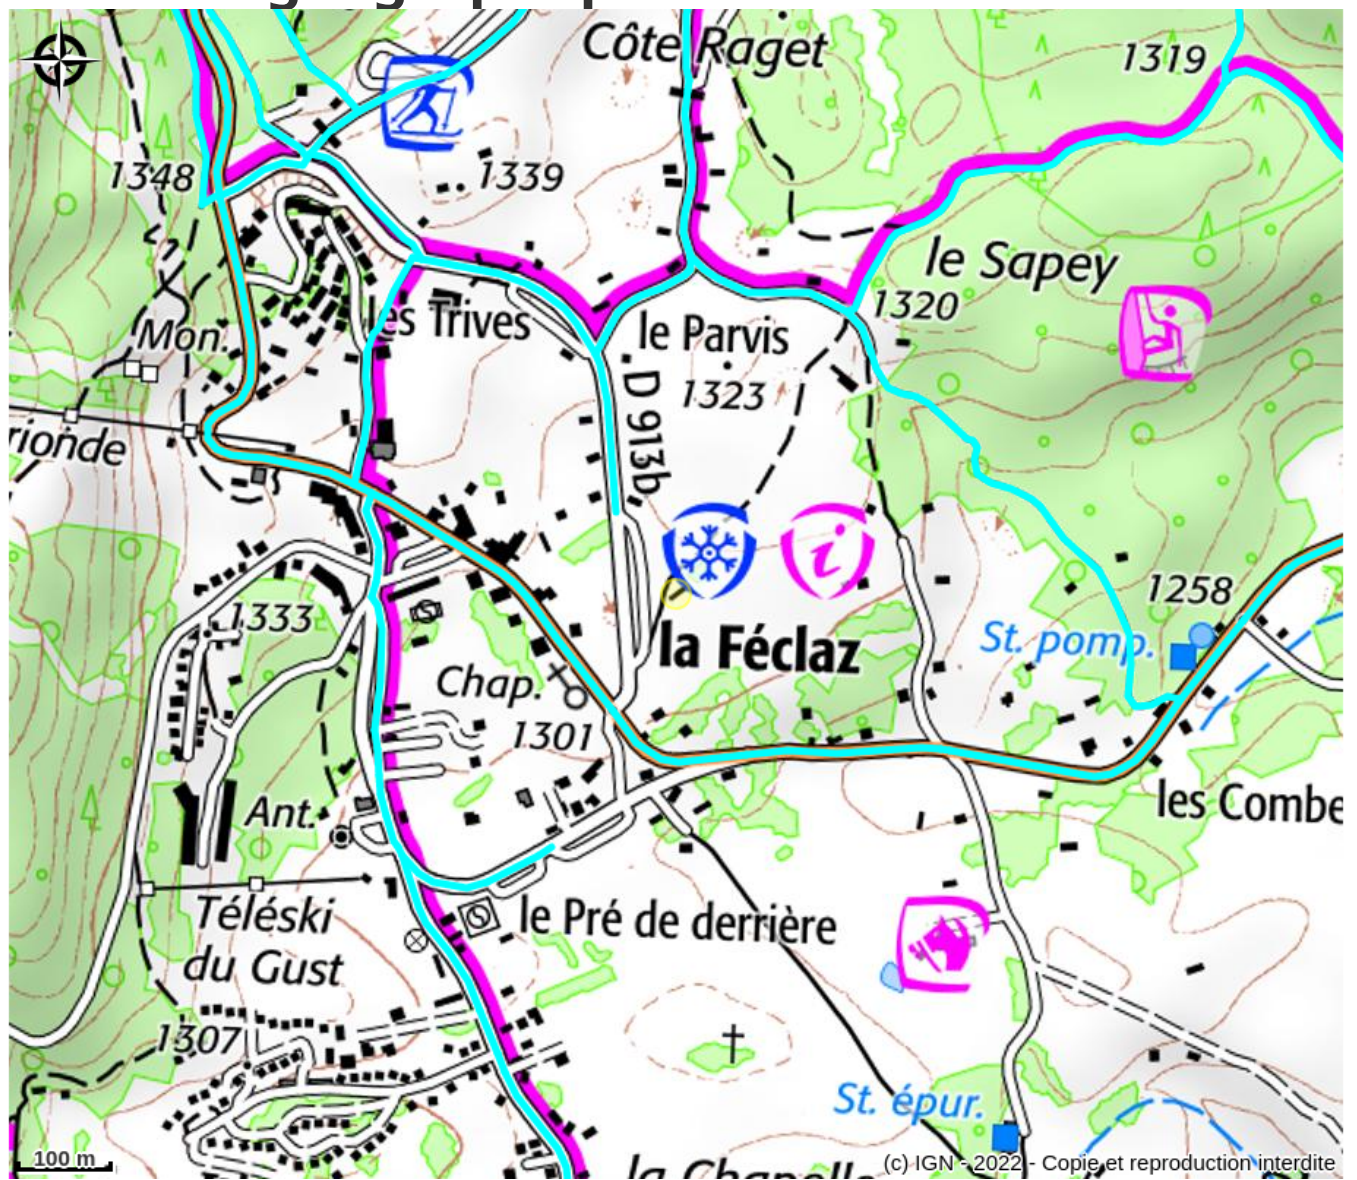 Côte Raget
1319
1348
1339
le Sapey
les Trives
1320
Mon.
le Parvis
1323
D 913b
rionde
1258
1333
St. pomp.
la Féclaz
Chap.
1301
Ant.
les Combe
le Pré de derrière
Téléski
du Gust
1307
St. épur.
100 m
la Chapelle
(c) IGN - 2022 - Copie et reproduction interdite